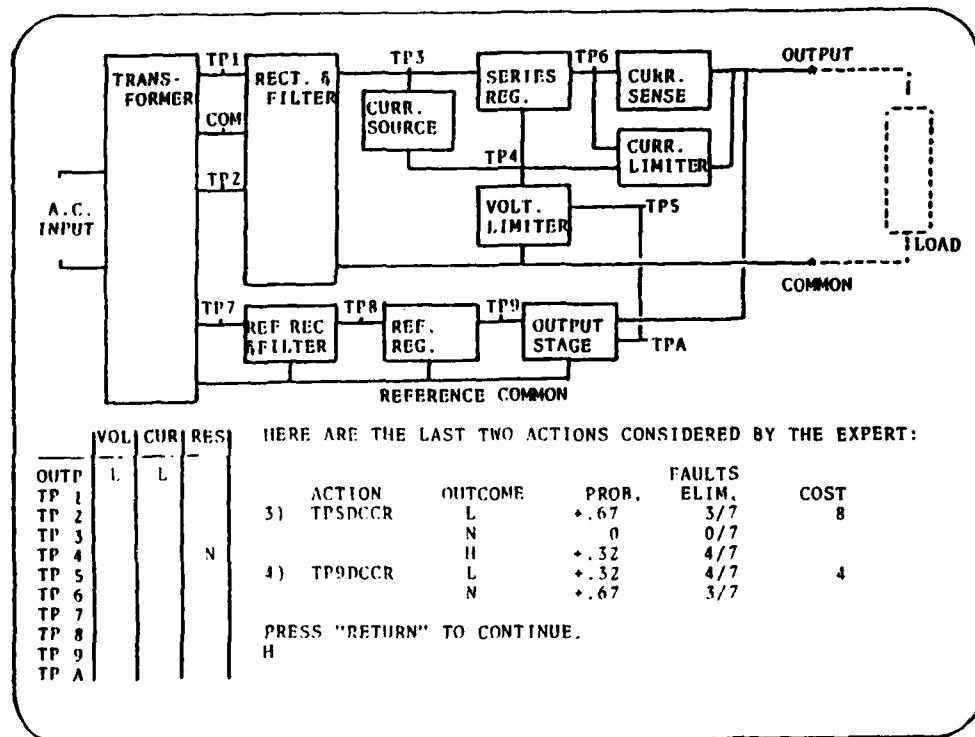 TRANS-
FORMER
TP1
COM
TP2
RECT. &
FILTER
TP3
CURR.
SOURCE
SERIES
REG.
TP6
CURR.
SENSE
OUTPUT
TP4
CURR.
LIMITER
VOLT.
LIMITER
TP5
A.C.
INPUT
LOAD
COMMON
TP7
REF REC
&FILTER
TP8
REF.
REG.
TP9
OUTPUT
STAGE
TPA
REFERENCE COMMON
VOL CUR RES
OUTP L L
TP 1
TP 2
TP 3
TP 4 N
TP 5
TP 6
TP 7
TP 8
TP 9
TP A
HERE ARE THE LAST TWO ACTIONS CONSIDERED BY THE EXPERT:
FAULTS
ACTION OUTCOME PROB. ELIM. COST
3) TP5DCCR L +.67 3/7 8
N 0 0/7
H +.32 4/7
4) TP9DCCR L +.32 4/7 4
N +.67 3/7
PRESS "RETURN" TO CONTINUE.
H